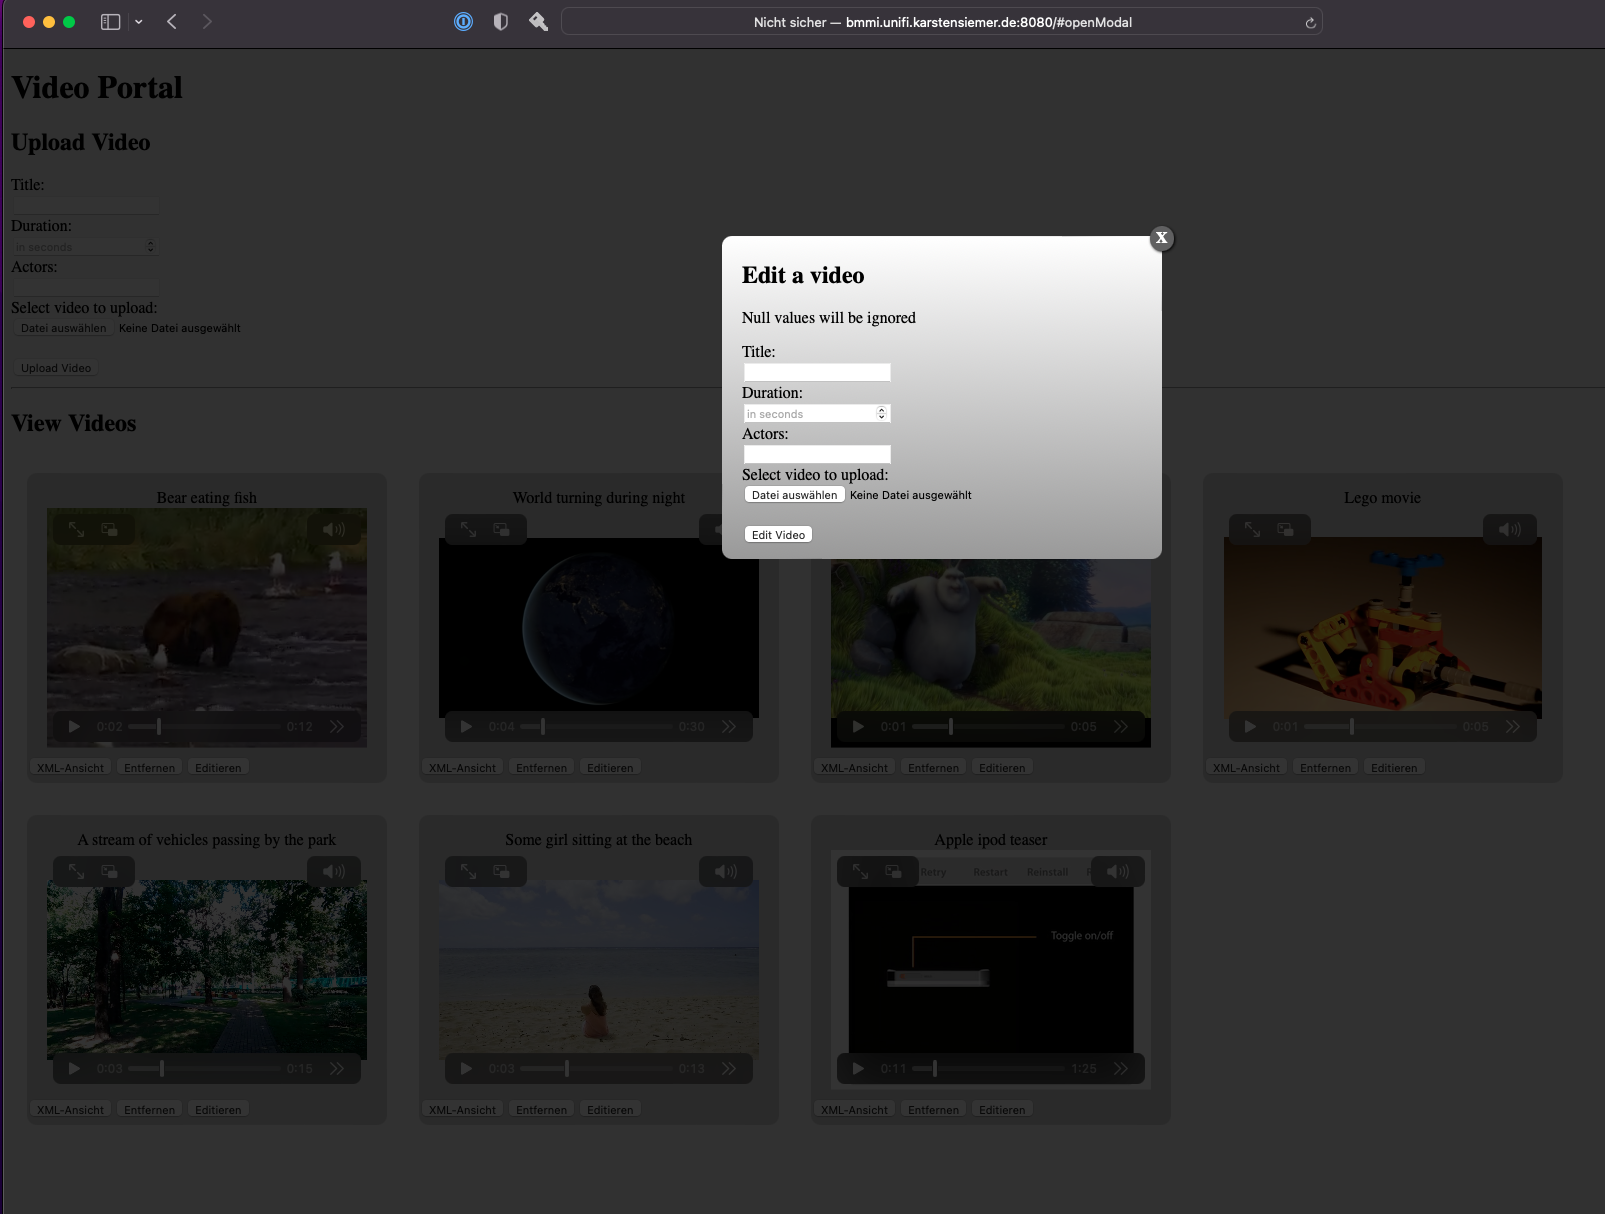 Nicht sicher — bmmi.unifi.karstensiemer.de:8080/#openModal
Video Portal
Upload Video
Title:
Duration:
in seconds
Actors:
Select video to upload:
Datei auswählen Keine Datei ausgewählt
Upload Video
X
Edit a video
Null values will be ignored
Title:
Duration:
in seconds
Actors:
Select video to upload:
Datei auswählen Keine Datei ausgewählt
Edit Video
View Videos
Bear eating fish
0:02 0:12
XML-Ansicht Entfernen Editieren
World turning during night
0:04 0:30
XML-Ansicht Entfernen Editieren
0:01 0:05
XML-Ansicht Entfernen Editieren
Lego movie
0:01 0:05
XML-Ansicht Entfernen Editieren
A stream of vehicles passing by the park
0:03 0:15
XML-Ansicht Entfernen Editieren
Some girl sitting at the beach
0:03 0:13
XML-Ansicht Entfernen Editieren
Apple ipod teaser
Retry Restart Reinstall
Toggle on/off
0:11 1:25
XML-Ansicht Entfernen Editieren